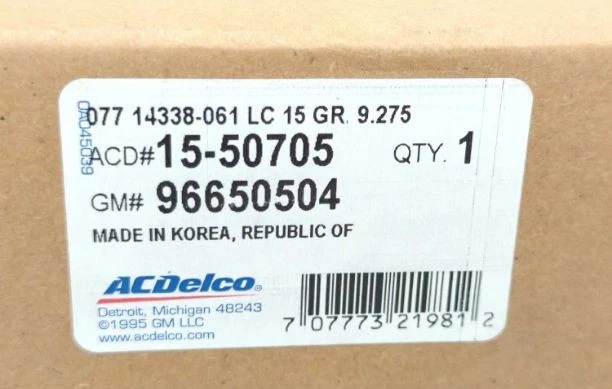 077 14338-061 LC 15 GR. 9.275
0A045039
ACD# 15-50705 QTY. 1
GM# 96650504
MADE IN KOREA, REPUBLIC OF
ACDelco®
Detroit, Michigan 48243
©1995 GM LLC
www.acdelco.com
7 07773 21981 2